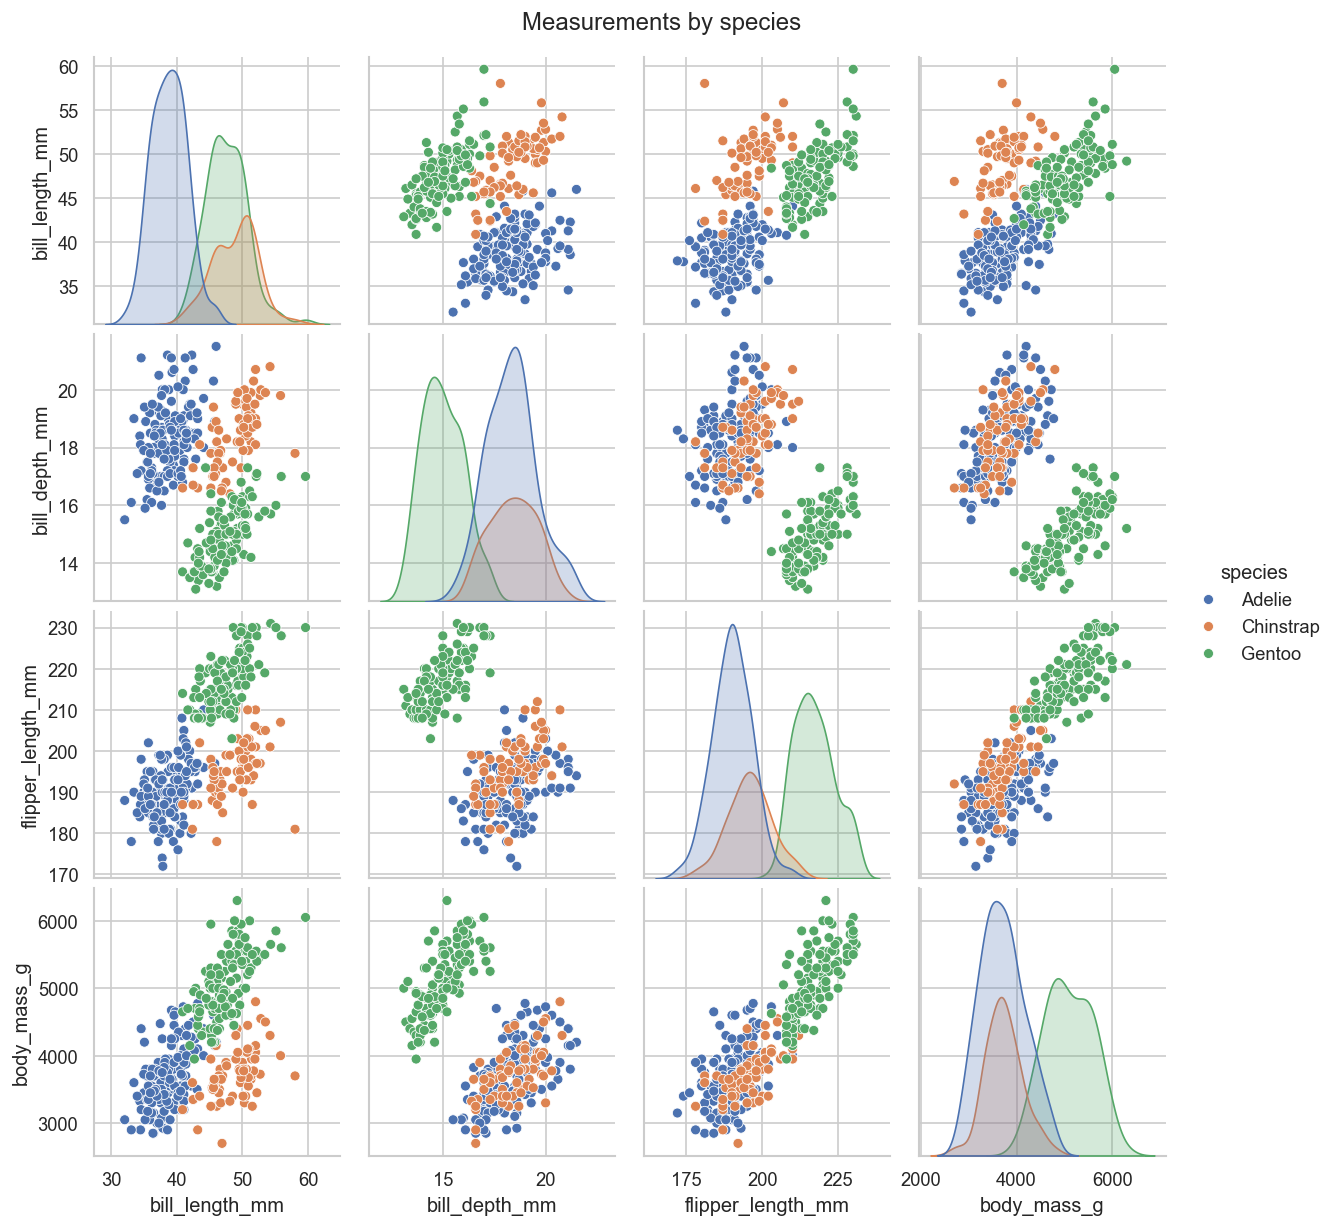 Measurements by species
60
55
50
45
40
35
bill_length_mm
20
18
16
14
bill_depth_mm
230
220
210
200
190
180
170
flipper_length_mm
6000
5000
4000
3000
body_mass_g
30 40 50 60
bill_length_mm
15 20
bill_depth_mm
175 200 225
flipper_length_mm
2000 4000 6000
body_mass_g
species
Adelie
Chinstrap
Gentoo